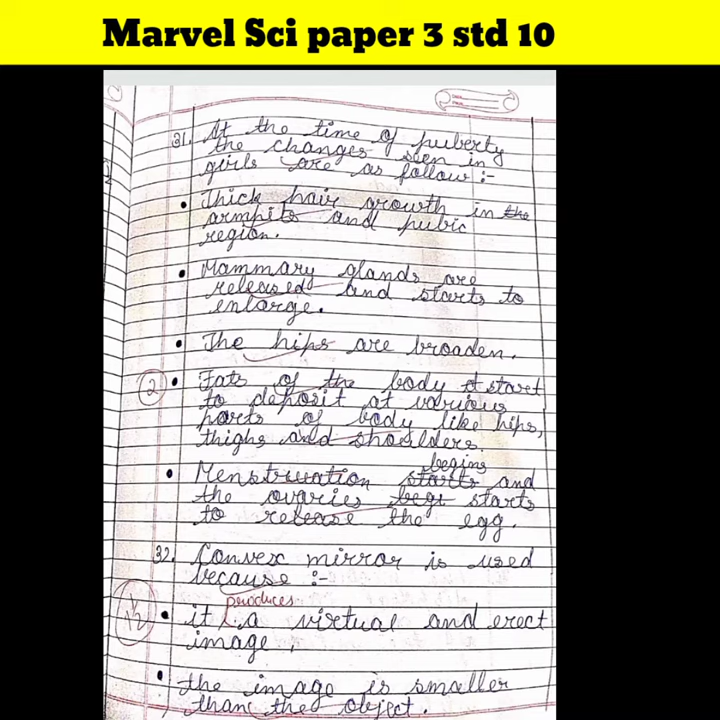 Marvel Sci paper 3 std 10
31. At the time of puberty
the changes seen in
girls are as follow :-
• Thick hair growth in the
armpits and pubic
region.
• Mammary glands are
released and starts to
enlarge.
• The hips are broaden.
2 • Fats of the body start
to deposit at various
parts of body like hips,
thighs and shoulders.
begins
• Menstruation starts and
the ovaries begi starts
to release the egg.
32. Convex mirror is used
because :-
produces
1 1/2 • it a virtual and erect
image.
• the image is smaller
than the object.